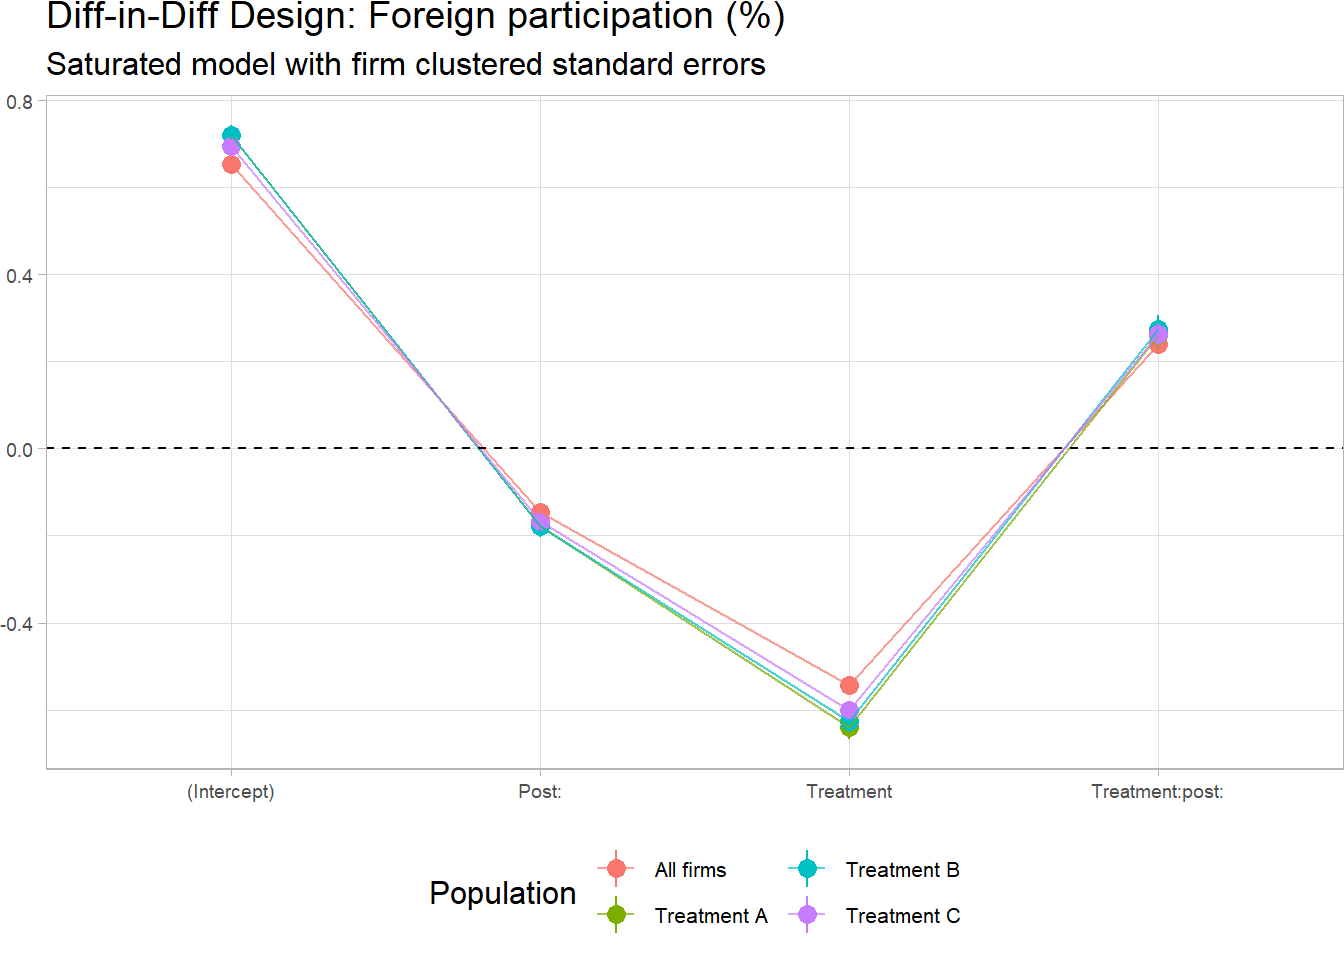 Diff-in-Diff Design: Foreign participation (%)
Saturated model with firm clustered standard errors
0.8
0.4
0.0
-0.4
(Intercept)
Post:
Treatment
Treatment:post:
Population
All firms
Treatment B
Treatment A
Treatment C